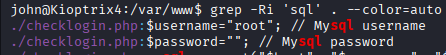 john@Kioptrix4:/var/www$ grep -Ri 'sql' . --color=auto
./checklogin.php:$username="root"; // Mysql username
./checklogin.php:$password=""; // Mysql password